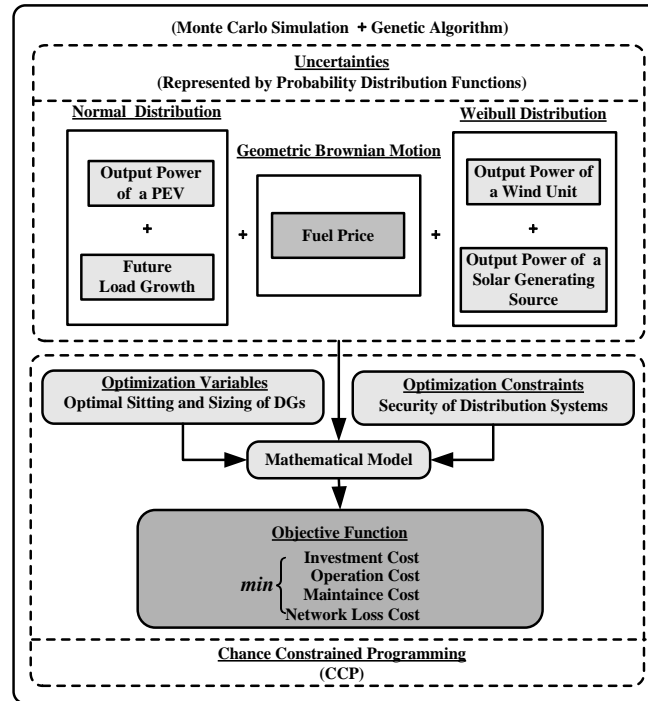 (Monte Carlo Simulation + Genetic Algorithm)
Uncertainties
(Represented by Probability Distribution Functions)
Normal Distribution
Weibull Distribution
Geometric Brownian Motion
Output Power
of a PEV
+
Future
Load Growth
+
Fuel Price
+
Output Power of
a Wind Unit
+
Output Power of a
Solar Generating
Source
Optimization Variables
Optimal Sitting and Sizing of DGs
Optimization Constraints
Security of Distribution Systems
Mathematical Model
Objective Function
min
Investment Cost
Operation Cost
Maintaince Cost
Network Loss Cost
Chance Constrained Programming
(CCP)